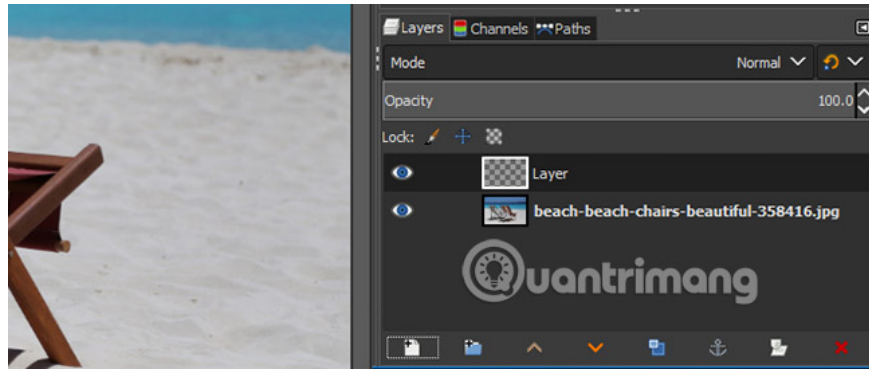 Layers Channels Paths
Mode Normal
Opacity 100.0
Lock:
Layer
beach-beach-chairs-beautiful-358416.jpg
Quantrimang